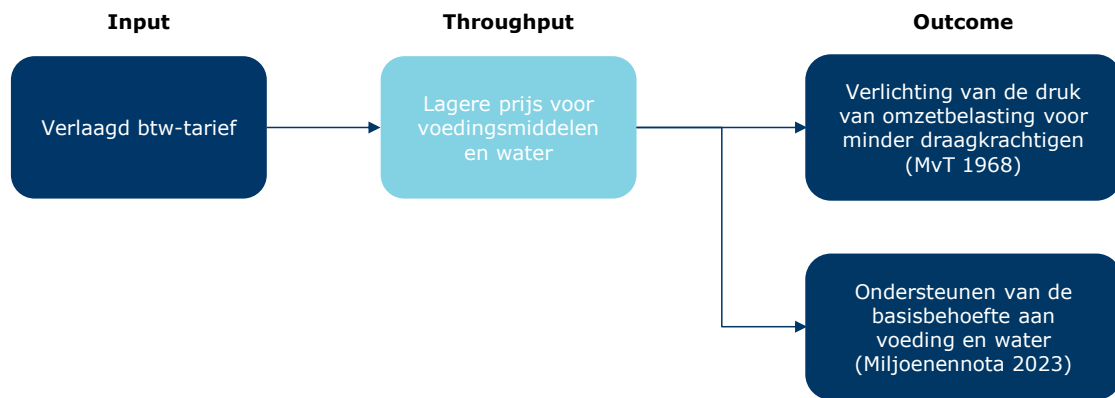 Input
Throughput
Outcome
Verlaagd btw-tarief
Lagere prijs voor
voedingsmiddelen
en water
Verlichting van de druk
van omzetbelasting voor
minder draagkrachtigen
(MvT 1968)
Ondersteunen van de
basisbehoefte aan
voeding en water
(Miljoenennota 2023)